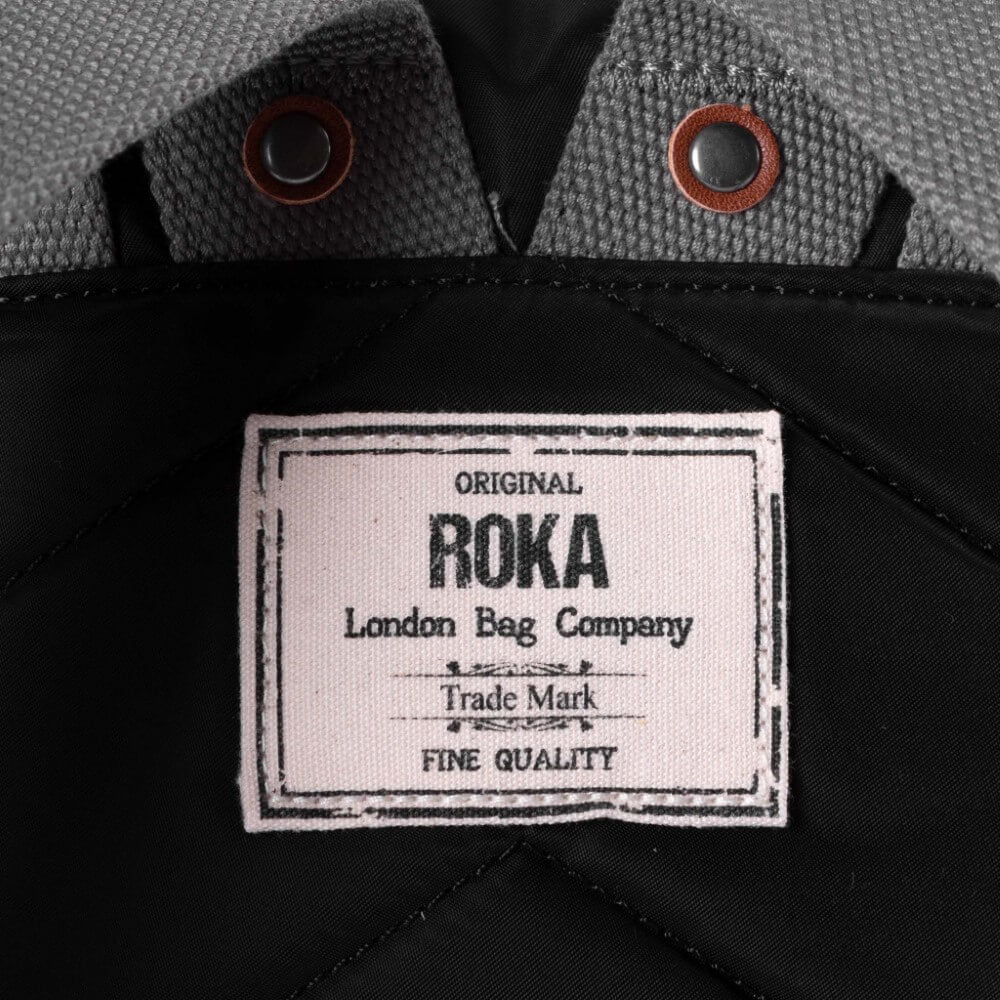 ORIGINAL
ROKA
London Bag Company
Trade Mark
FINE QUALITY